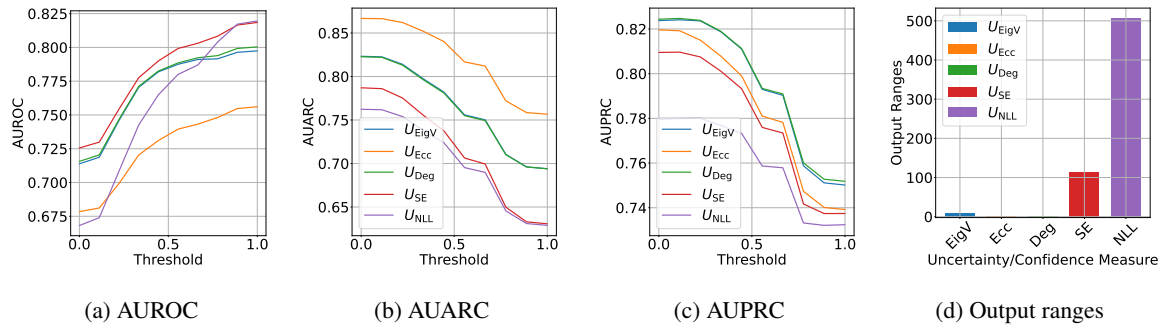 AUROC
0.825
0.800
0.775
0.750
0.725
0.700
0.675
0.0
0.5
1.0
Threshold
(a) AUROC
AUARC
0.85
0.80
0.75
0.70
0.65
U_EigV
U_Ecc
U_Deg
U_SE
U_NLL
0.0
0.5
1.0
Threshold
(b) AUARC
AUPRC
0.82
0.80
0.78
0.76
0.74
U_EigV
U_Ecc
U_Deg
U_SE
U_NLL
0.0
0.5
1.0
Threshold
(c) AUPRC
Output Ranges
500
400
300
200
100
0
U_EigV
U_Ecc
U_Deg
U_SE
U_NLL
EigV
Ecc
Deg
SE
NLL
Uncertainty/Confidence Measure
(d) Output ranges